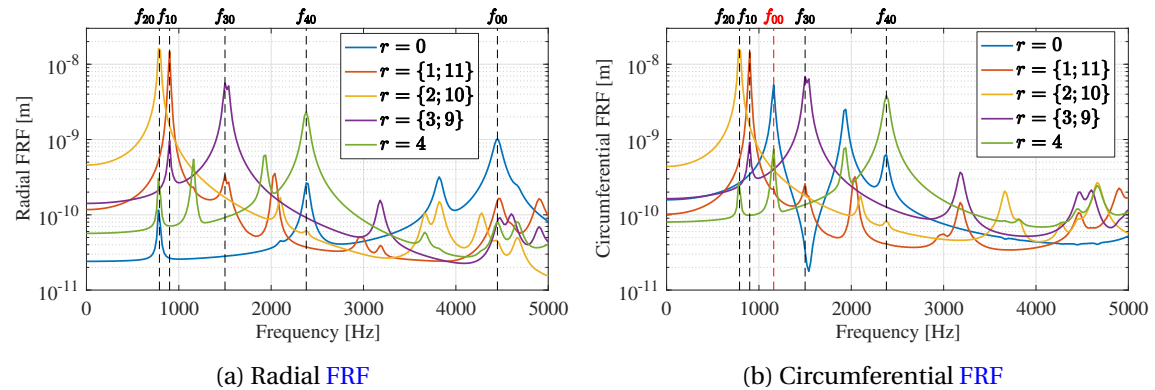 f₂₀ f₁₀ f₃₀ f₄₀ f₀₀
10⁻⁸
10⁻⁹
10⁻¹⁰
10⁻¹¹
Radial FRF [m]
r = 0
r = {1; 11}
r = {2; 10}
r = {3; 9}
r = 4
0 1000 2000 3000 4000 5000
Frequency [Hz]
(a) Radial FRF
f₂₀ f₁₀ f₀₀ f₃₀ f₄₀
10⁻⁸
10⁻⁹
10⁻¹⁰
10⁻¹¹
Circumferential FRF [m]
r = 0
r = {1; 11}
r = {2; 10}
r = {3; 9}
r = 4
0 1000 2000 3000 4000 5000
Frequency [Hz]
(b) Circumferential FRF